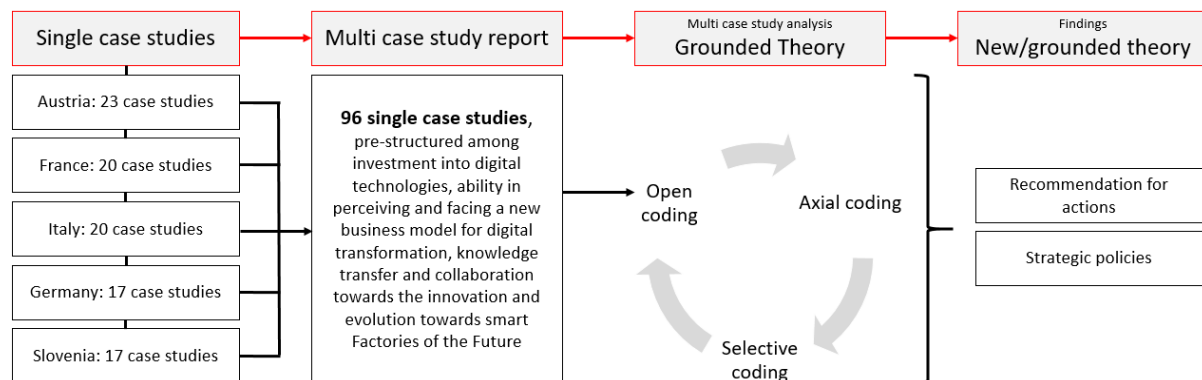 Single case studies
Austria: 23 case studies
France: 20 case studies
Italy: 20 case studies
Germany: 17 case studies
Slovenia: 17 case studies
Multi case study report
96 single case studies,
pre-structured among
investment into digital
technologies, ability in
perceiving and facing a new
business model for digital
transformation, knowledge
transfer and collaboration
towards the innovation and
evolution towards smart
Factories of the Future
Multi case study analysis
Grounded Theory
Open
coding
Axial coding
Selective
coding
Findings
New/grounded theory
Recommendation for
actions
Strategic policies